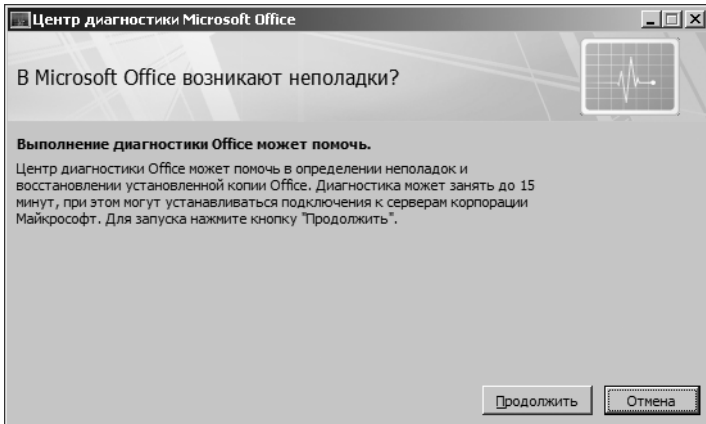 Центр диагностики Microsoft Office
В Microsoft Office возникают неполадки?
Выполнение диагностики Office может помочь.
Центр диагностики Office может помочь в определении неполадок и
восстановлении установленной копии Office. Диагностика может занять до 15
минут, при этом могут устанавливаться подключения к серверам корпорации
Майкрософт. Для запуска нажмите кнопку "Продолжить".
Продолжить
Отмена